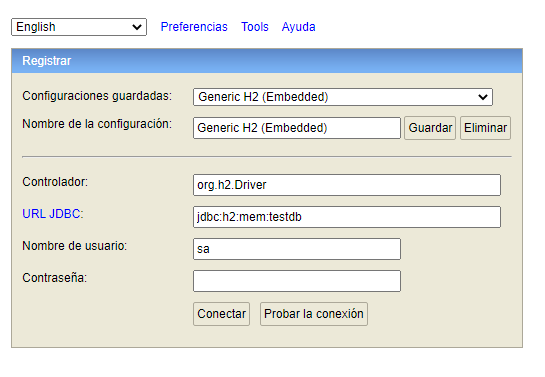 English Preferencias Tools Ayuda
Registrar
Configuraciones guardadas: Generic H2 (Embedded)
Nombre de la configuración: Generic H2 (Embedded) Guardar Eliminar
Controlador: org.h2.Driver
URL JDBC: jdbc:h2:mem:testdb
Nombre de usuario: sa
Contraseña:
Conectar Probar la conexión